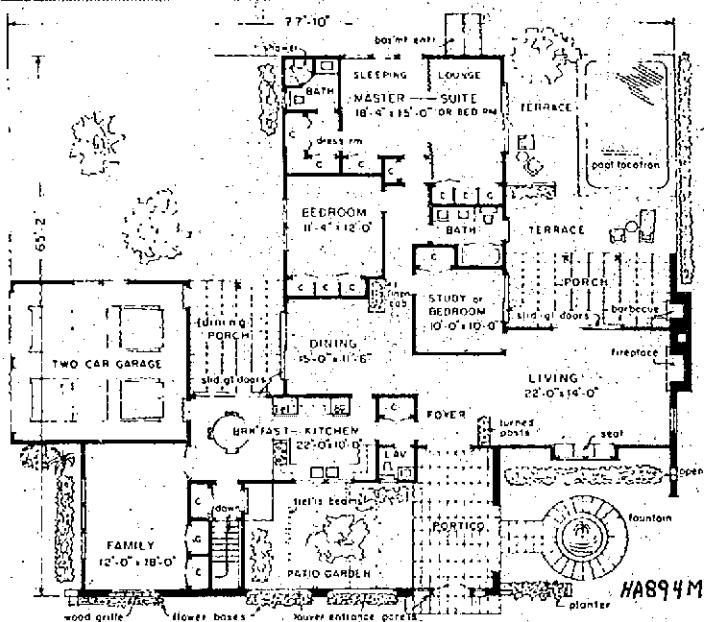 77'-10"
shower
bas'mt entr
SLEEPING
LOUNGE
BATH
MASTER — SUITE
18'-4" x 15'-0" OR BED RM
TERRACE
dress rm
C
C
C
C
pool location
C C C
BEDROOM
11'-4" x 12'-0"
BATH
TERRACE
65'-2"
C
C C C
linen
PORCH
STUDY or
BEDROOM
10'-0" x 10'-0"
barbecue
slid gl doors
(dining)
PORCH
DINING
15'-0" x 11'-6"
TWO CAR GARAGE
fireplace
LIVING
22'-0" x 14'-0"
slid gl doors
C
FOYER
BRKFAST — KITCHEN
22'-0" x 10'-0"
turned
posts
seat
LAV
open
C
down
trellis beams
fountain
C
PORTICO
FAMILY
12'-0" x 18'-0"
C
PATIO GARDEN
HA894M
wood grille
flower boxes
louver entrance panels
planter